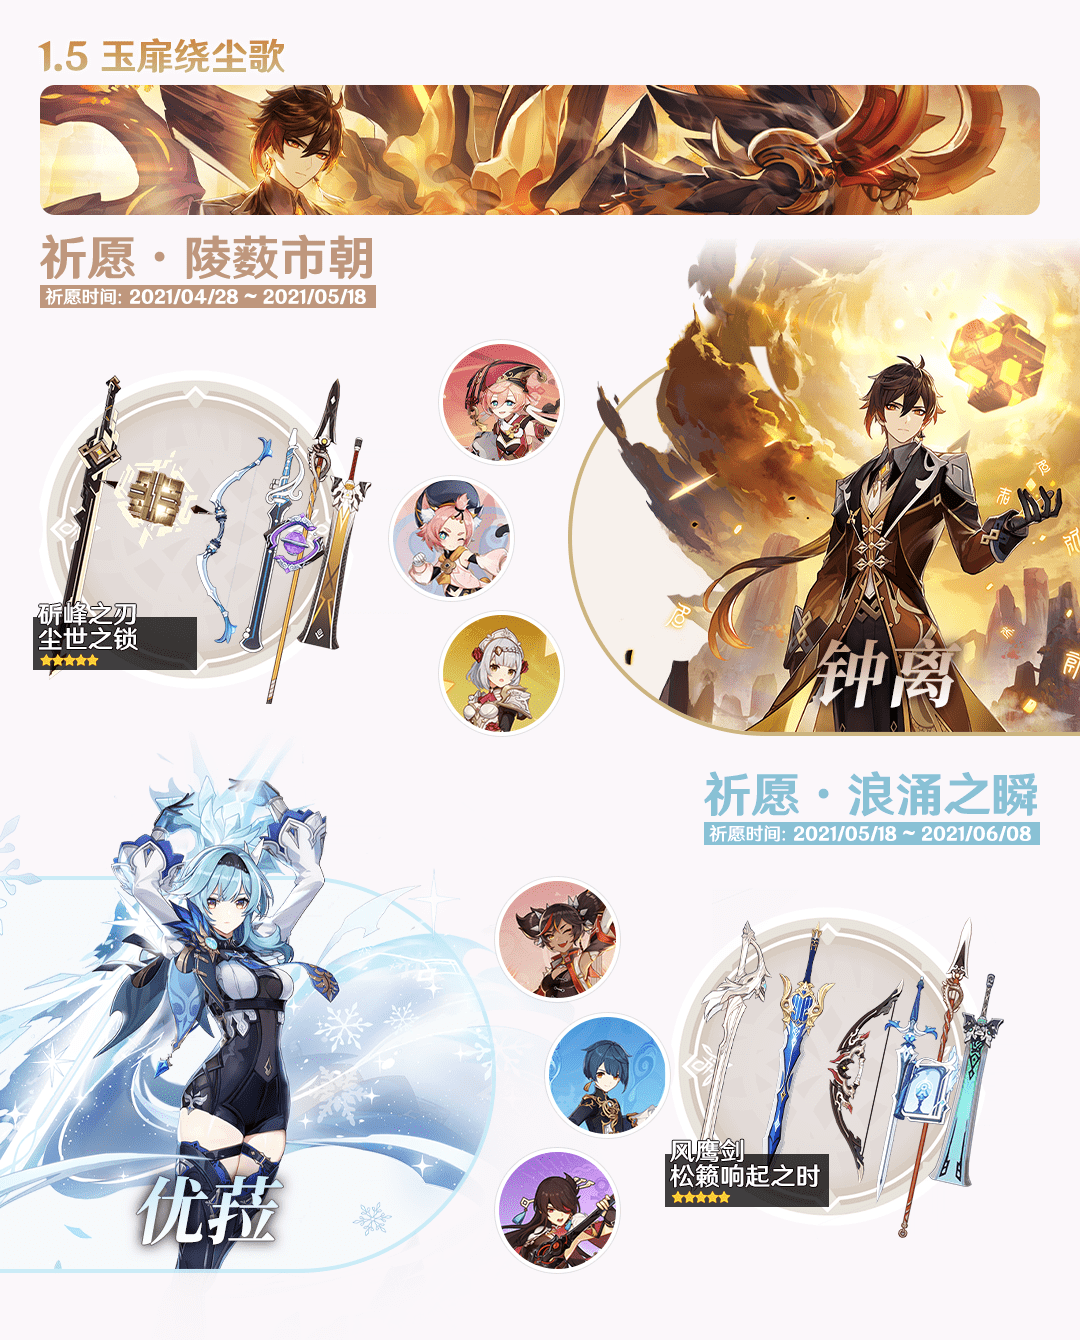 1.5 玉扉绕尘歌
祈愿·陵薮市朝
祈愿时间: 2021/04/28 ~ 2021/05/18
斫峰之刃
尘世之锁
钟离
祈愿·浪涌之瞬
祈愿时间: 2021/05/18 ~ 2021/06/08
优菈
风鹰剑
松籁响起之时